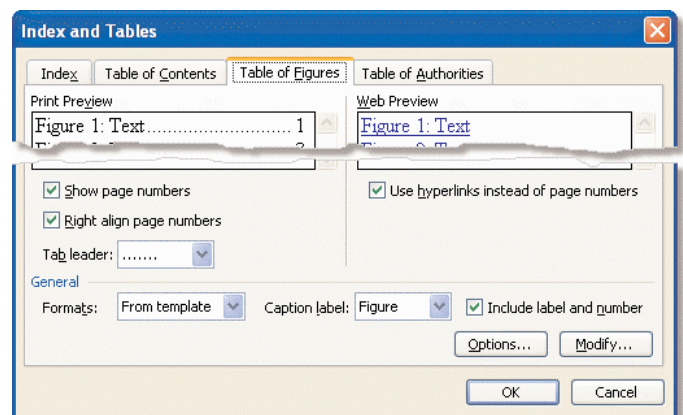 Index and Tables
Index Table of Contents Table of Figures Table of Authorities
Print Preview Web Preview
Figure 1: Text............................. 1 Figure 1: Text
Show page numbers Use hyperlinks instead of page numbers
Right align page numbers
Tab leader: .......
General
Formats: From template Caption label: Figure Include label and number
Options... Modify...
OK Cancel